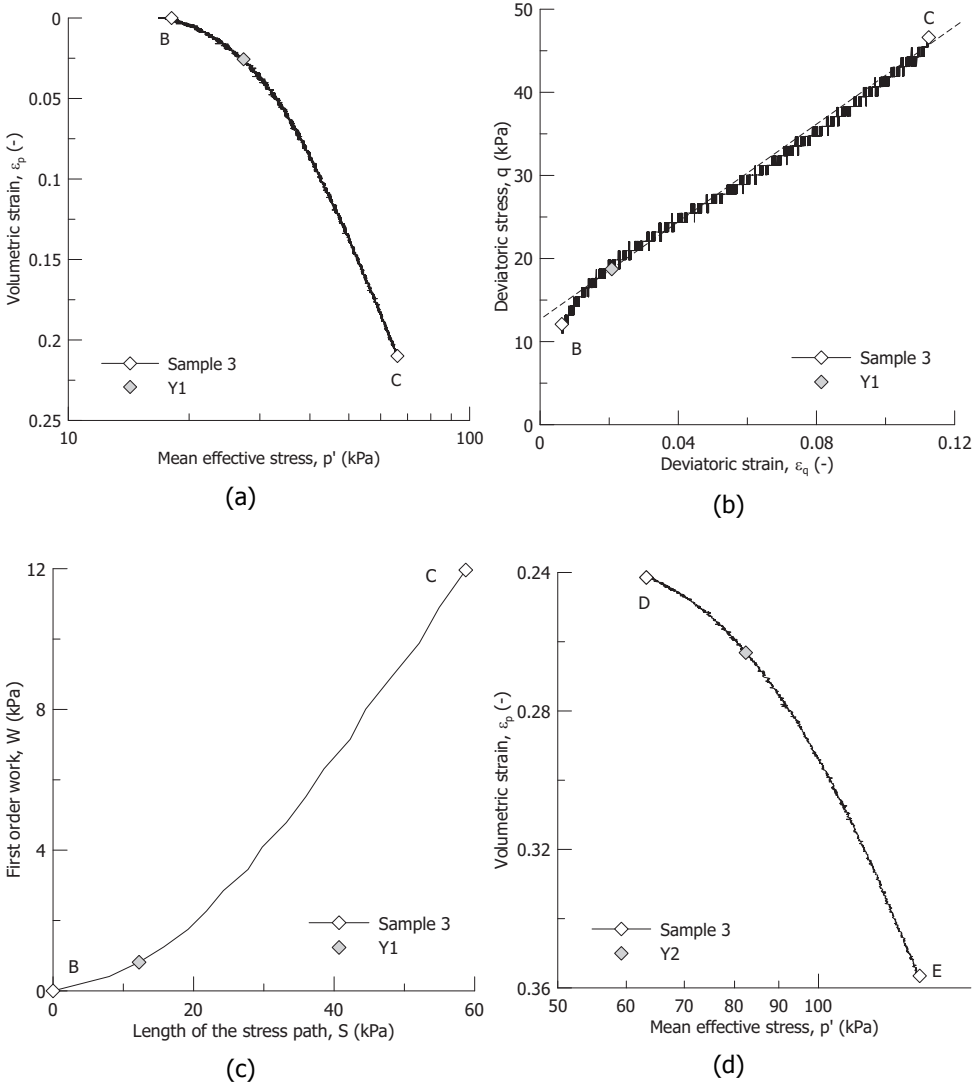 0
0.05
0.1
0.15
0.2
0.25
Volumetric strain, εp (-)
B
C
Sample 3
Y1
10
100
Mean effective stress, p' (kPa)
(a)
50
40
30
20
10
0
Deviatoric stress, q (kPa)
C
B
Sample 3
Y1
0
0.04
0.08
0.12
Deviatoric strain, εq (-)
(b)
12
8
4
0
First order work, W (kPa)
C
B
Sample 3
Y1
0
20
40
60
Length of the stress path, S (kPa)
(c)
0.24
0.28
0.32
0.36
Volumetric strain, εp (-)
D
E
Sample 3
Y2
50
60
70
80
90
100
Mean effective stress, p' (kPa)
(d)